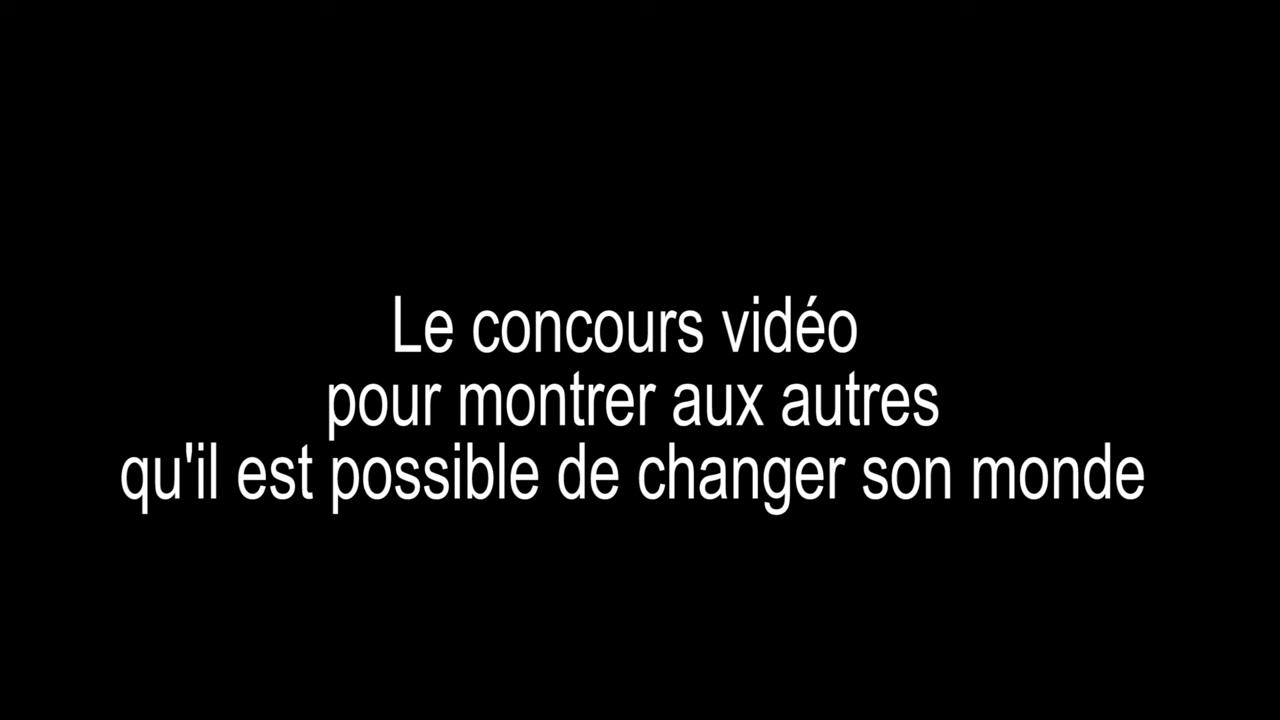 Le concours vidéo
pour montrer aux autres
qu'il est possible de changer son monde